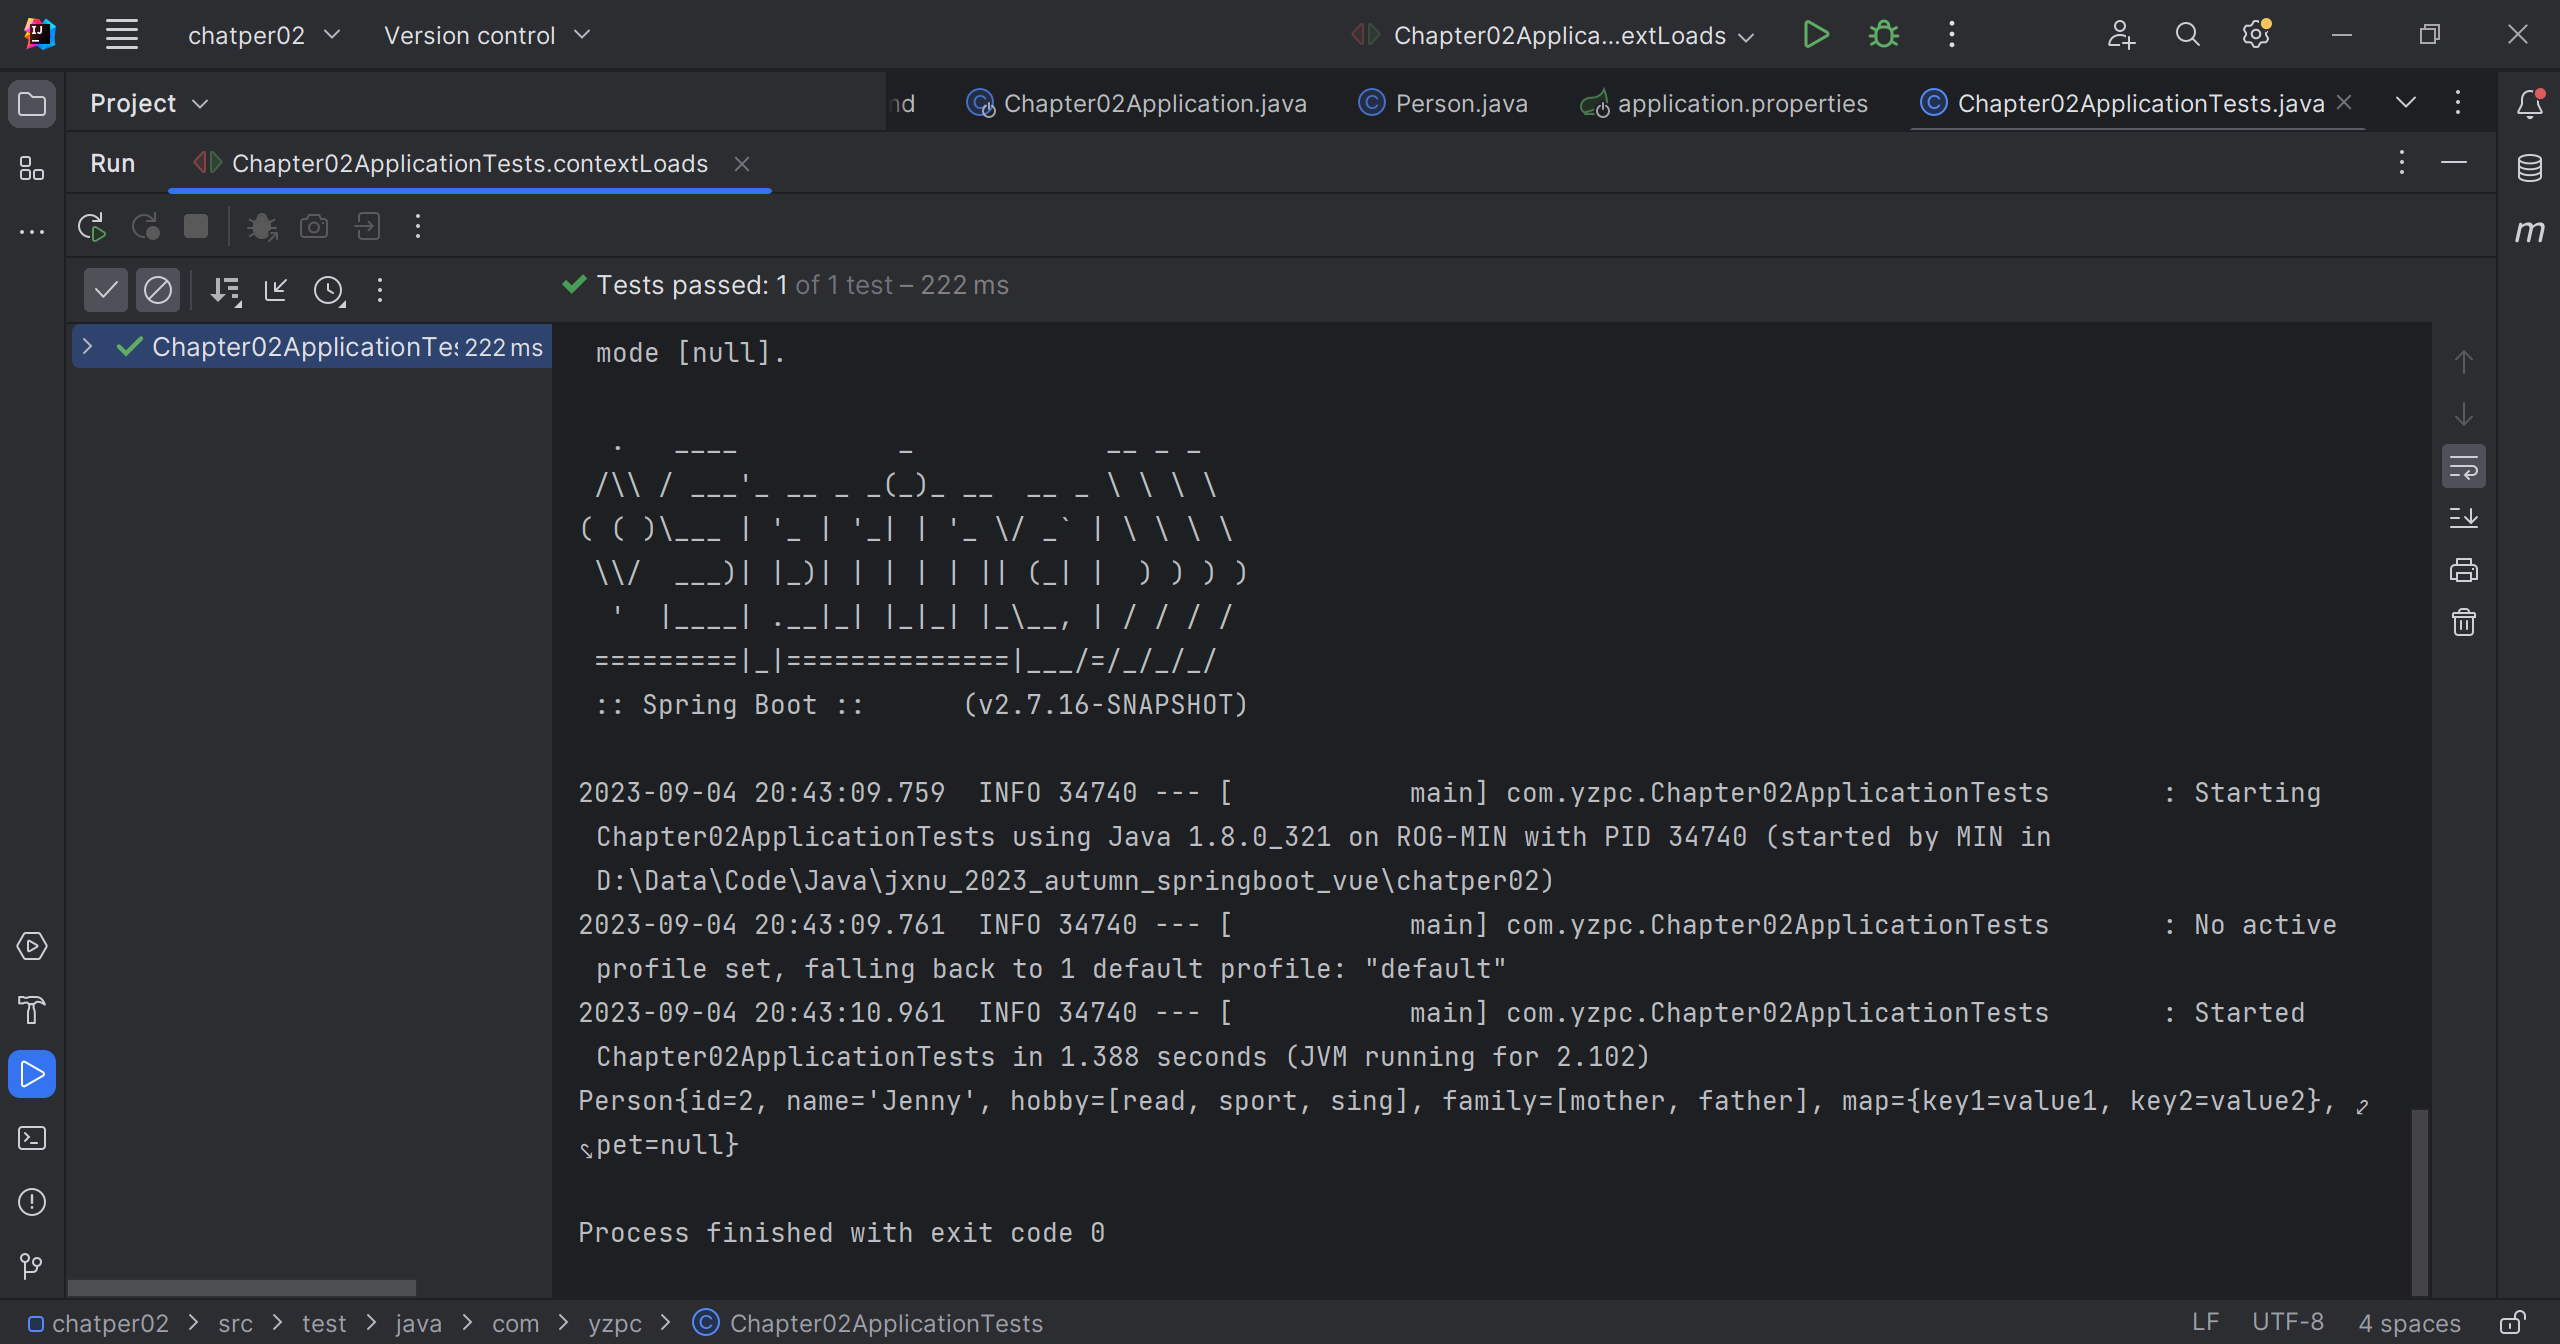 chatper02 Version control Chapter02Applica...extLoads
Project nd Chapter02Application.java Person.java application.properties Chapter02ApplicationTests.java
Run Chapter02ApplicationTests.contextLoads
Tests passed: 1 of 1 test – 222 ms
Chapter02ApplicationTes 222 ms
mode [null].
  .   ____          _            __ _ _
 /\\ / ___'_ __ _ _(_)_ __  __ _ \ \ \ \
( ( )\___ | '_ | '_| | '_ \/ _` | \ \ \ \
 \\/  ___)| |_)| | | | | || (_| |  ) ) ) )
  '  |____| .__|_| |_|_| |_\__, | / / / /
 =========|_|==============|___/=/_/_/_/
 :: Spring Boot ::      (v2.7.16-SNAPSHOT)
2023-09-04 20:43:09.759  INFO 34740 --- [           main] com.yzpc.Chapter02ApplicationTests       : Starting
Chapter02ApplicationTests using Java 1.8.0_321 on ROG-MIN with PID 34740 (started by MIN in
D:\Data\Code\Java\jxnu_2023_autumn_springboot_vue\chatper02)
2023-09-04 20:43:09.761  INFO 34740 --- [           main] com.yzpc.Chapter02ApplicationTests       : No active
profile set, falling back to 1 default profile: "default"
2023-09-04 20:43:10.961  INFO 34740 --- [           main] com.yzpc.Chapter02ApplicationTests       : Started
Chapter02ApplicationTests in 1.388 seconds (JVM running for 2.102)
Person{id=2, name='Jenny', hobby=[read, sport, sing], family=[mother, father], map={key1=value1, key2=value2},
pet=null}
Process finished with exit code 0
chatper02 > src > test > java > com > yzpc > Chapter02ApplicationTests LF UTF-8 4 spaces